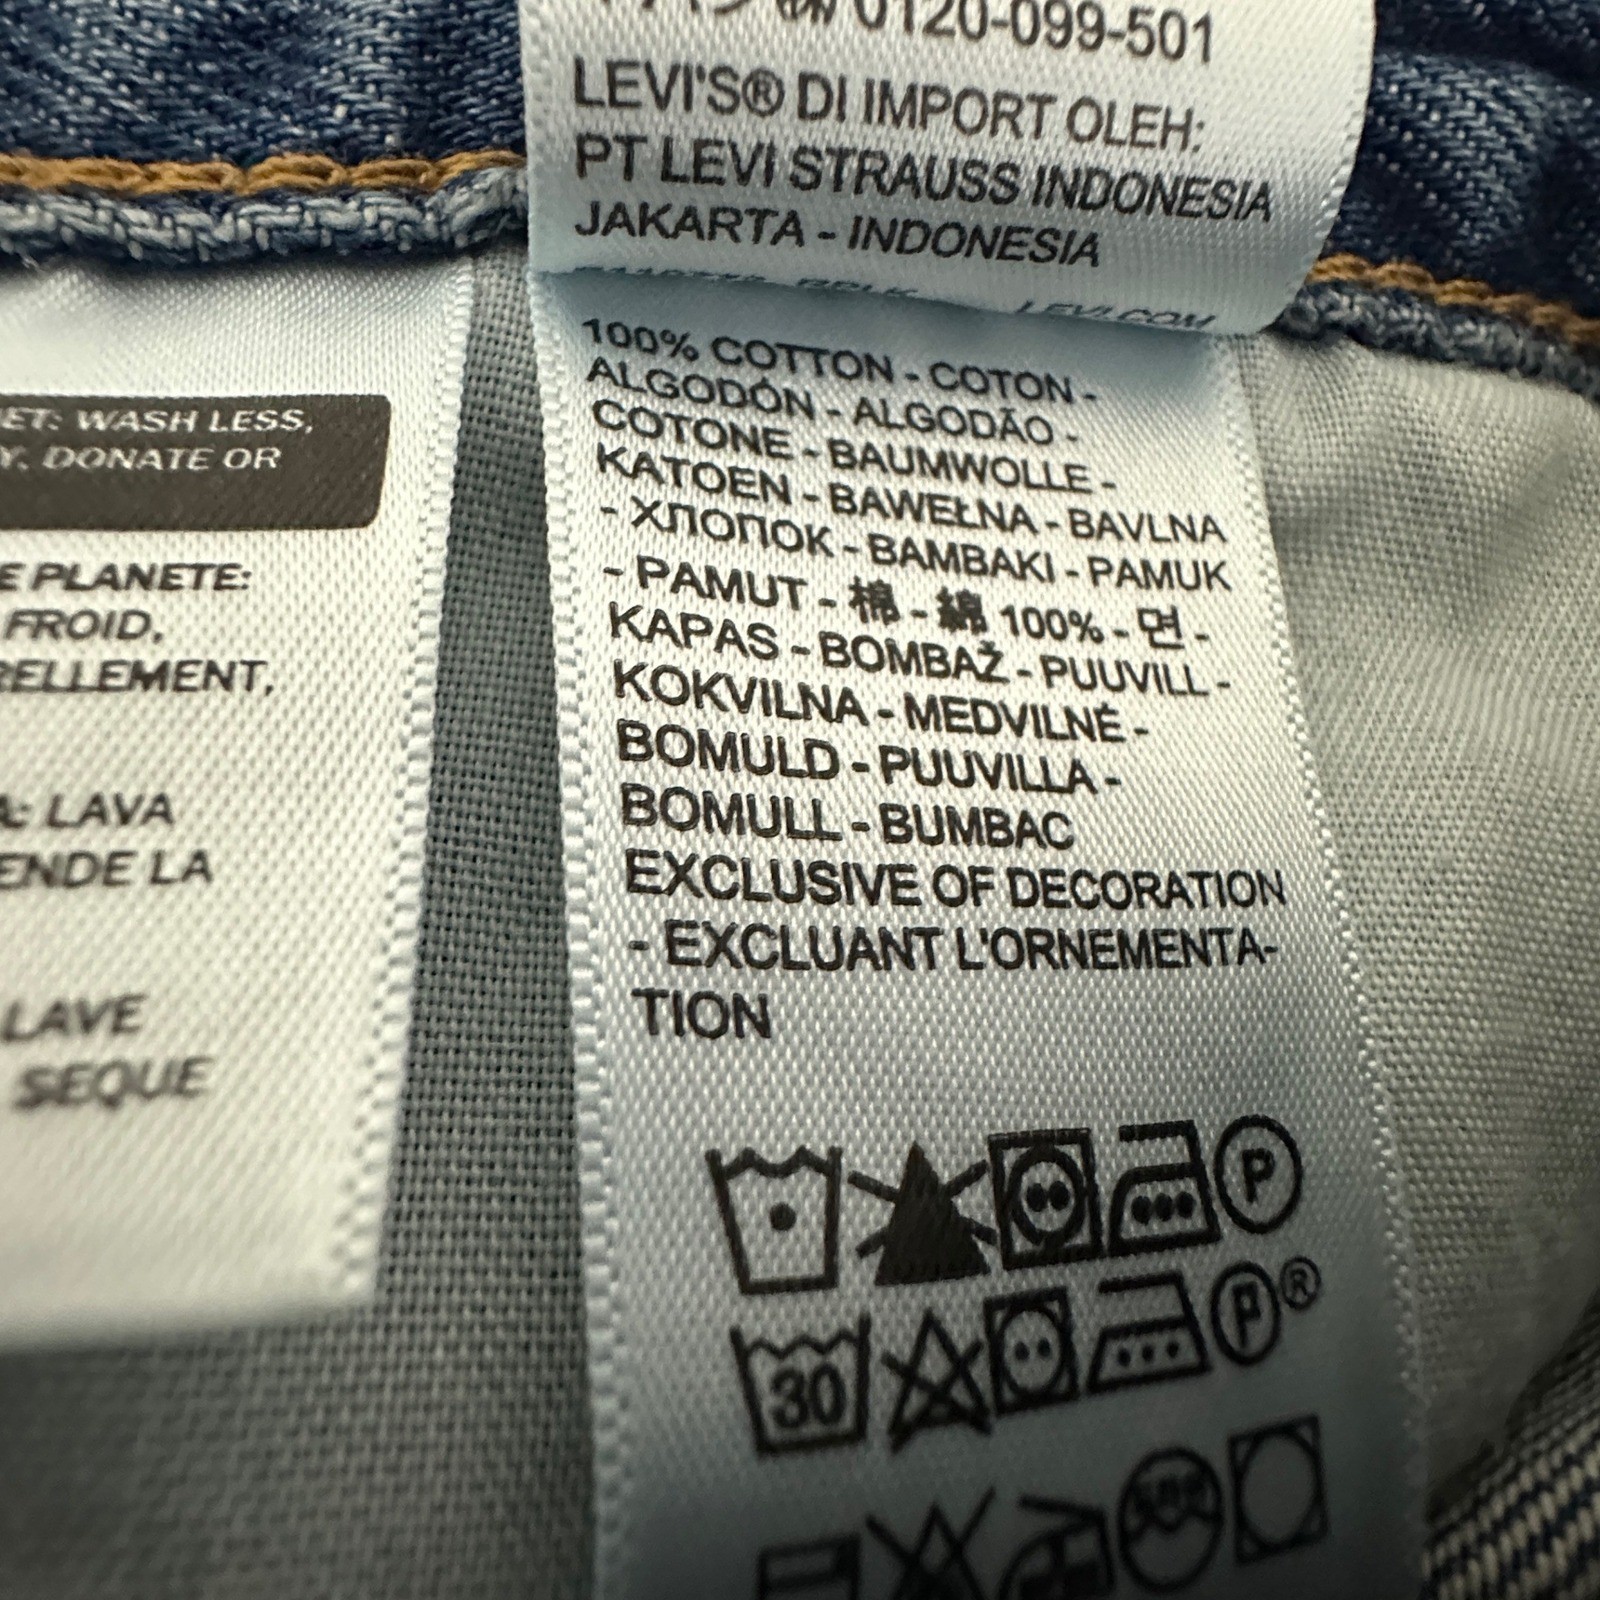 0120-099-501
LEVI'S® DI IMPORT OLEH:
PT LEVI STRAUSS INDONESIA
JAKARTA - INDONESIA
LEVI.COM
100% COTTON - COTON -
ALGODÓN - ALGODÃO -
COTONE - BAUMWOLLE -
KATOEN - BAWEŁNA - BAVLNA
- ХЛОПОК - BAMBAKI - PAMUK
- PAMUT - 棉 - 綿 100% - 면 -
KAPAS - BOMBAŽ - PUUVILL -
KOKVILNA - MEDVILNĖ -
BOMULD - PUUVILLA -
BOMULL - BUMBAC
EXCLUSIVE OF DECORATION
- EXCLUANT L'ORNEMENTA-
TION
P
P®
30
ET: WASH LESS,
Y, DONATE OR
E PLANETE:
FROID,
RELLEMENT,
A: LAVA
ENDE LA
LAVE
SEQUE